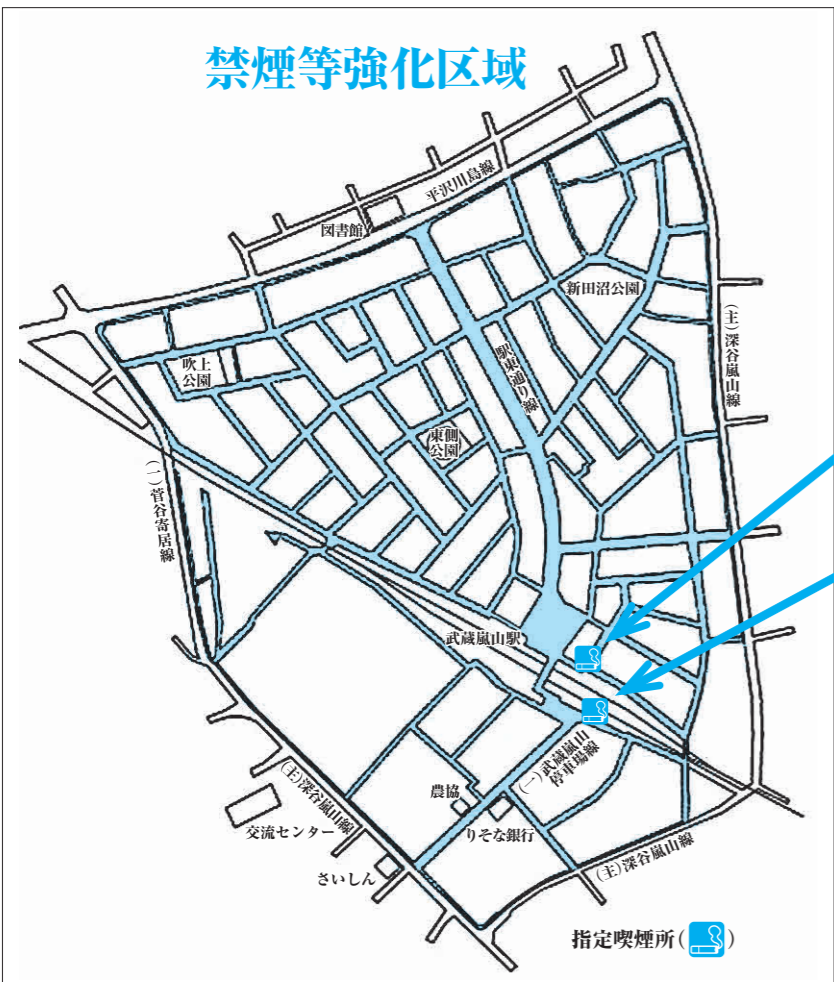 禁煙等強化区域
平沢川島線
図書館
新田沼公園
(主)深谷嵐山線
駅東通り線
吹上
公園
東側
公園
(一)菅谷寄居線
武蔵嵐山駅
(一)武蔵嵐山
停車場線
農協
りそな銀行
(主)深谷嵐山線
交流センター
さいしん
(主)深谷嵐山線
指定喫煙所( )